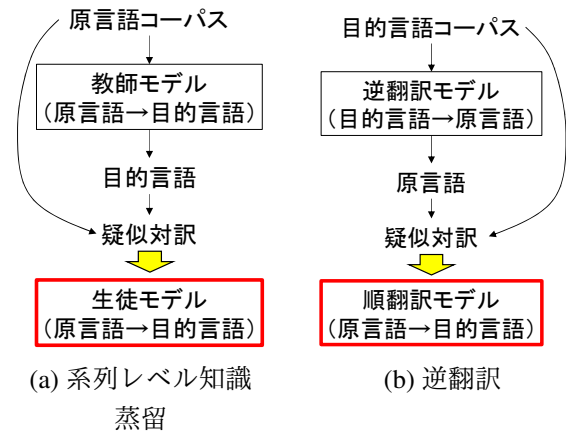 原言語コーパス
教師モデル
(原言語→目的言語)
目的言語
疑似対訳
生徒モデル
(原言語→目的言語)
(a) 系列レベル知識
蒸留
目的言語コーパス
逆翻訳モデル
(目的言語→原言語)
原言語
疑似対訳
順翻訳モデル
(原言語→目的言語)
(b) 逆翻訳